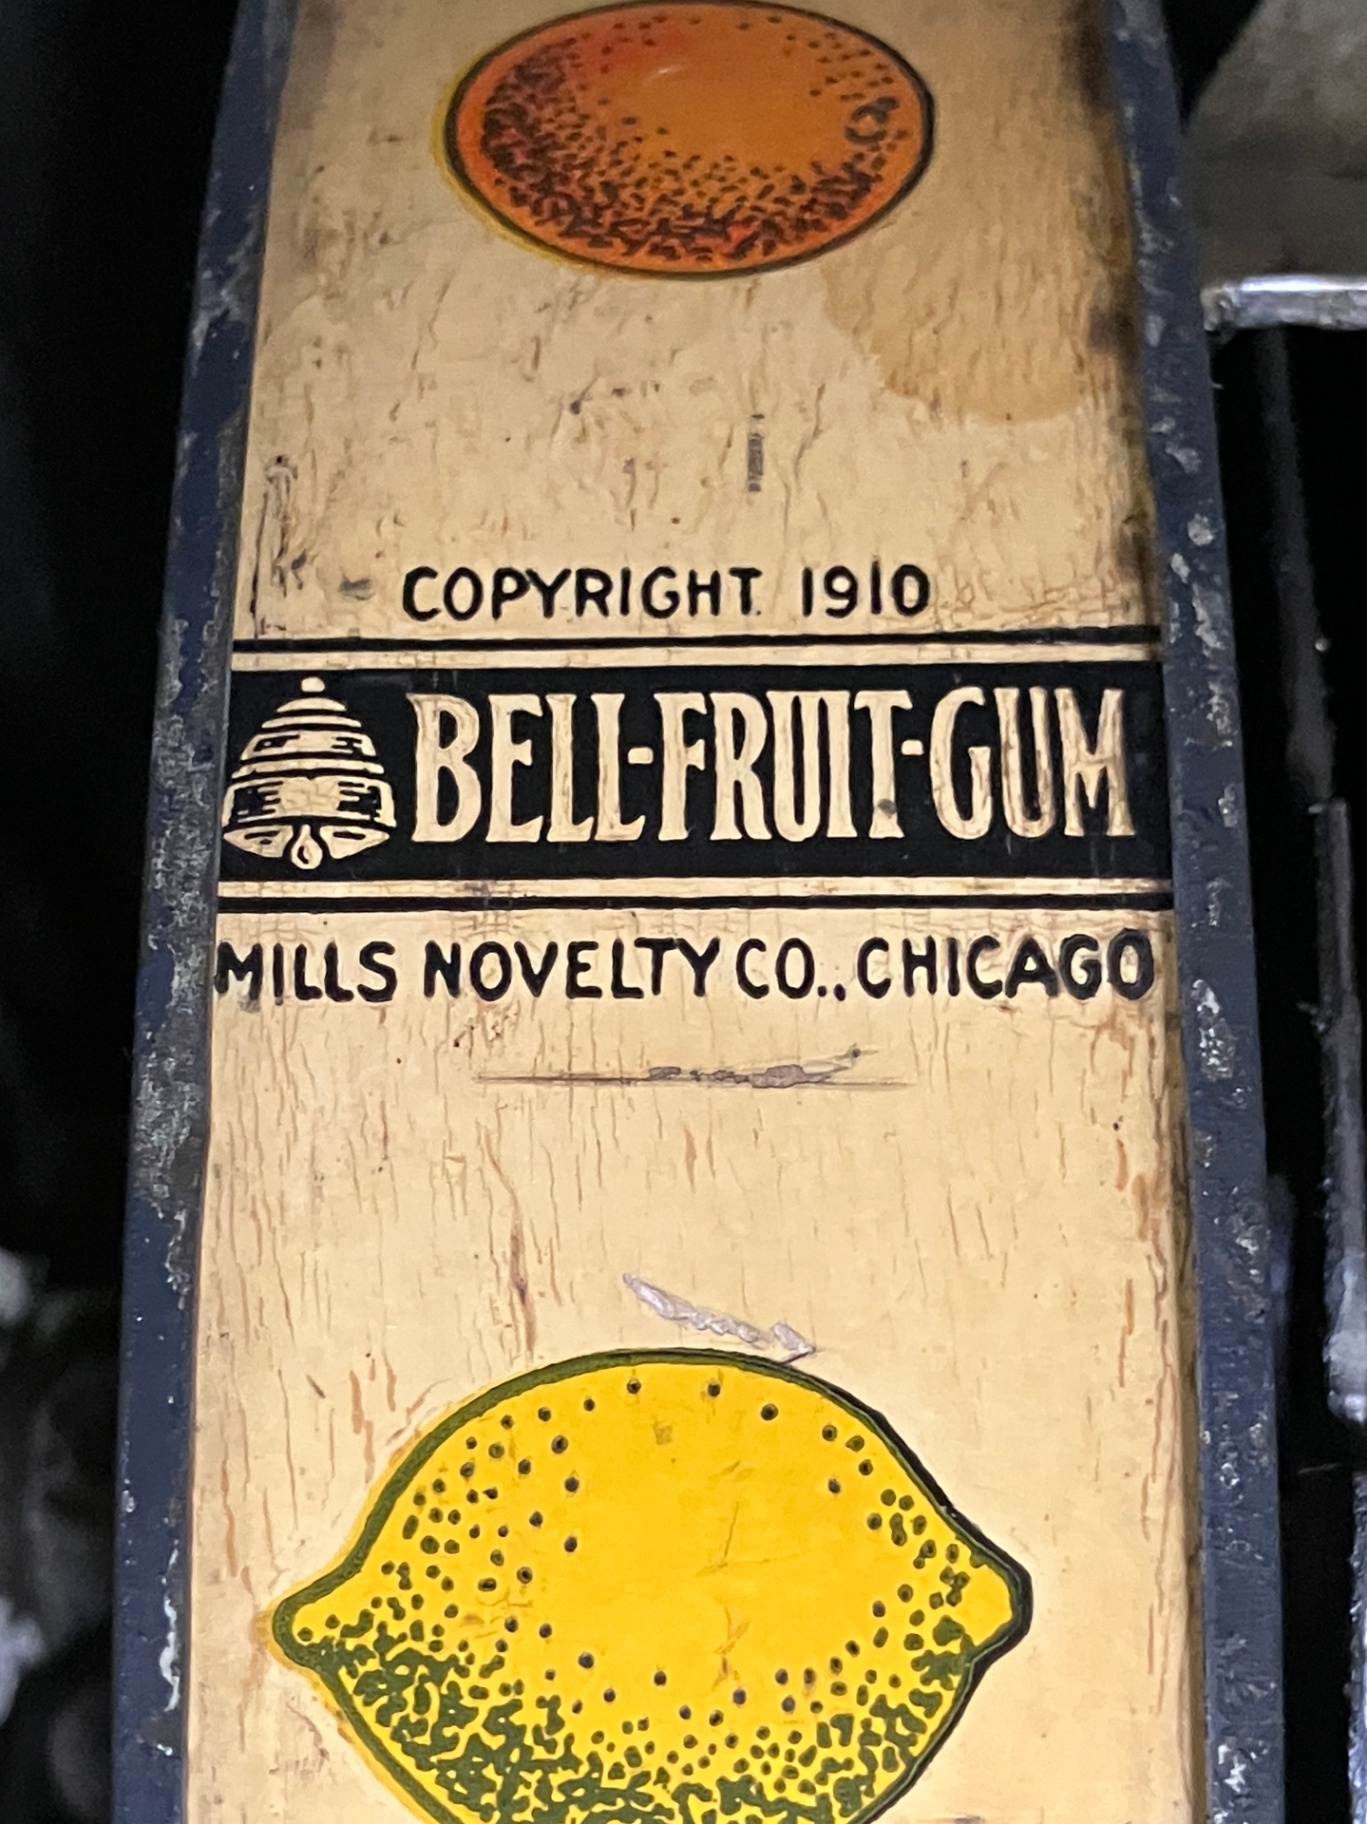 COPYRIGHT 1910
BELL-FRUIT-GUM
MILLS NOVELTY CO., CHICAGO